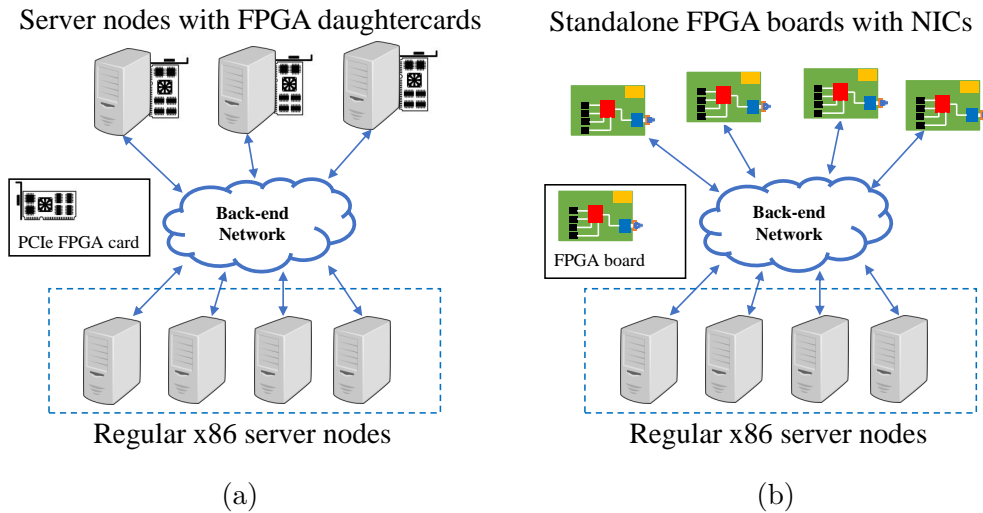 Server nodes with FPGA daughtercards
Back-end
Network
PCIe FPGA card
Regular x86 server nodes
(a)
Standalone FPGA boards with NICs
Back-end
Network
FPGA board
Regular x86 server nodes
(b)